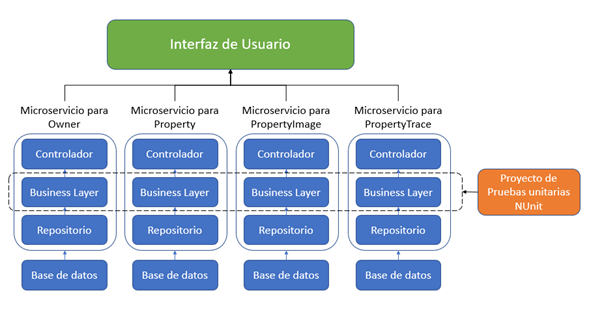 Interfaz de Usuario
Microservicio para
Owner
Microservicio para
Property
Microservicio para
PropertyImage
Microservicio para
PropertyTrace
Controlador
Controlador
Controlador
Controlador
Business Layer
Business Layer
Business Layer
Business Layer
Proyecto de
Pruebas unitarias
NUnit
Repositorio
Repositorio
Repositorio
Repositorio
Base de datos
Base de datos
Base de datos
Base de datos